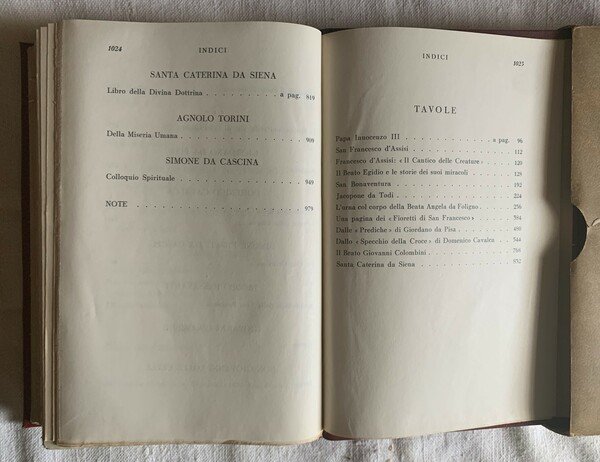 1024 INDICI
SANTA CATERINA DA SIENA
Libro della Divina Dottrina . . . . . . . . . . . a pag. 819
AGNOLO TORINI
Della Miseria Umana . . . . . . . . . . . . . . . . . 909
SIMONE DA CASCINA
Colloquio Spirituale . . . . . . . . . . . . . . . . . 949
NOTE . . . . . . . . . . . . . . . . . . . . . . . 979
INDICI 1025
TAVOLE
Papa Innocenzo III . . . . . . . . . . . . . a pag. 96
San Francesco d'Assisi . . . . . . . . . . . . . . 112
Francesco d'Assisi: «Il Cantico delle Creature» . . . . 120
Il Beato Egidio e le storie dei suoi miracoli . . . . . . 128
San Bonaventura . . . . . . . . . . . . . . . . 192
Jacopone da Todi . . . . . . . . . . . . . . . . 224
L'urna col corpo della Beata Angela da Foligno . . . . 256
Una pagina dei «Fioretti di San Francesco» . . . . . . 384
Dalle «Prediche» di Giordano da Pisa . . . . . . . . 480
Dallo «Specchio della Croce» di Domenico Cavalca . . . 544
Il Beato Giovanni Colombini . . . . . . . . . . . .
Santa Caterina da Siena . . . . . . . . . . . . . 832